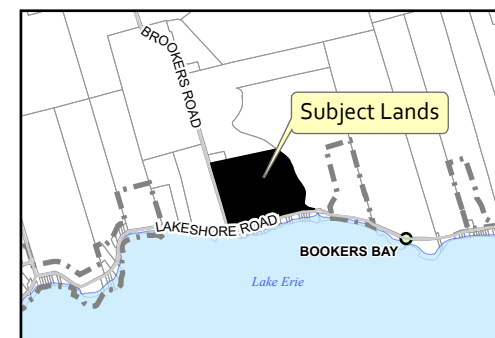 BROOKERS ROAD
Subject Lands
LAKESHORE ROAD
BOOKERS BAY
Lake Erie